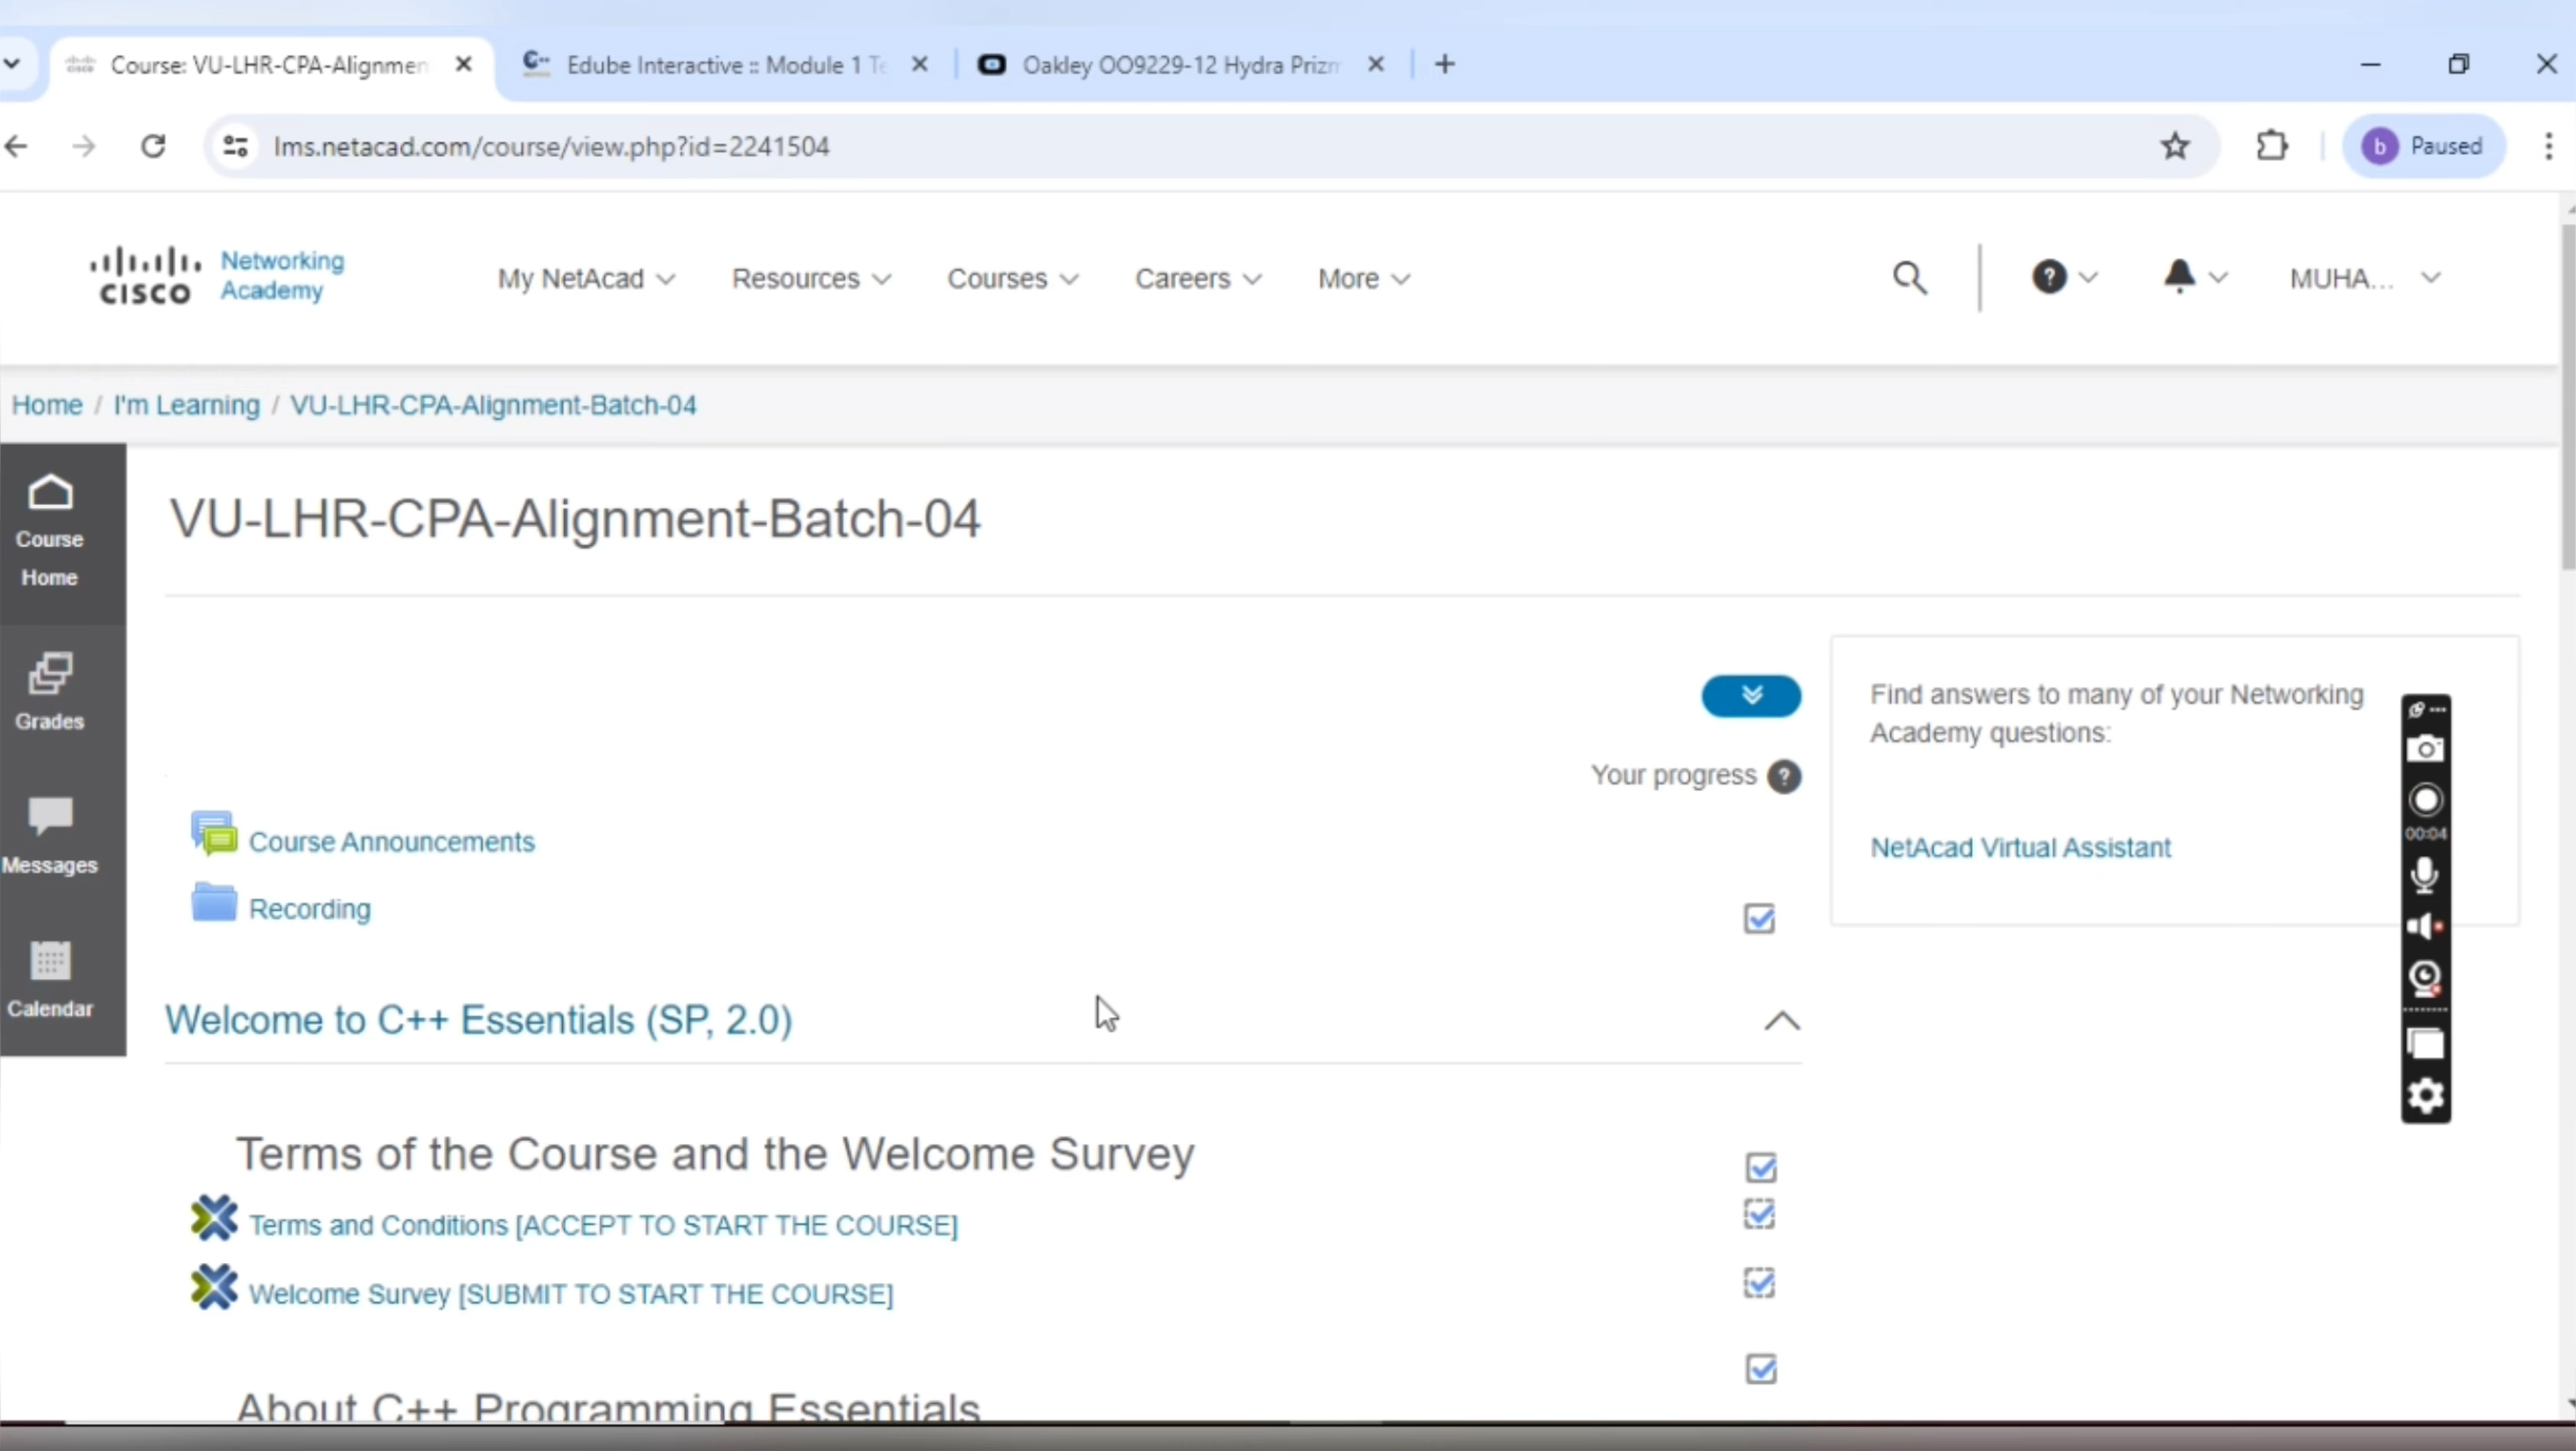 Course: VU-LHR-CPA-Alignmen
Edube Interactive :: Module 1 Te
Oakley OO9229-12 Hydra Prizm
lms.netacad.com/course/view.php?id=2241504
b Paused
CISCO
Networking
Academy
My NetAcad
Resources
Courses
Careers
More
MUHA...
Home / I'm Learning / VU-LHR-CPA-Alignment-Batch-04
Course
Home
Grades
Messages
Calendar
VU-LHR-CPA-Alignment-Batch-04
Your progress ?
Course Announcements
Recording
Welcome to C++ Essentials (SP, 2.0)
Terms of the Course and the Welcome Survey
Terms and Conditions [ACCEPT TO START THE COURSE]
Welcome Survey [SUBMIT TO START THE COURSE]
About C++ Programming Essentials
Find answers to many of your Networking
Academy questions:
NetAcad Virtual Assistant
00:04